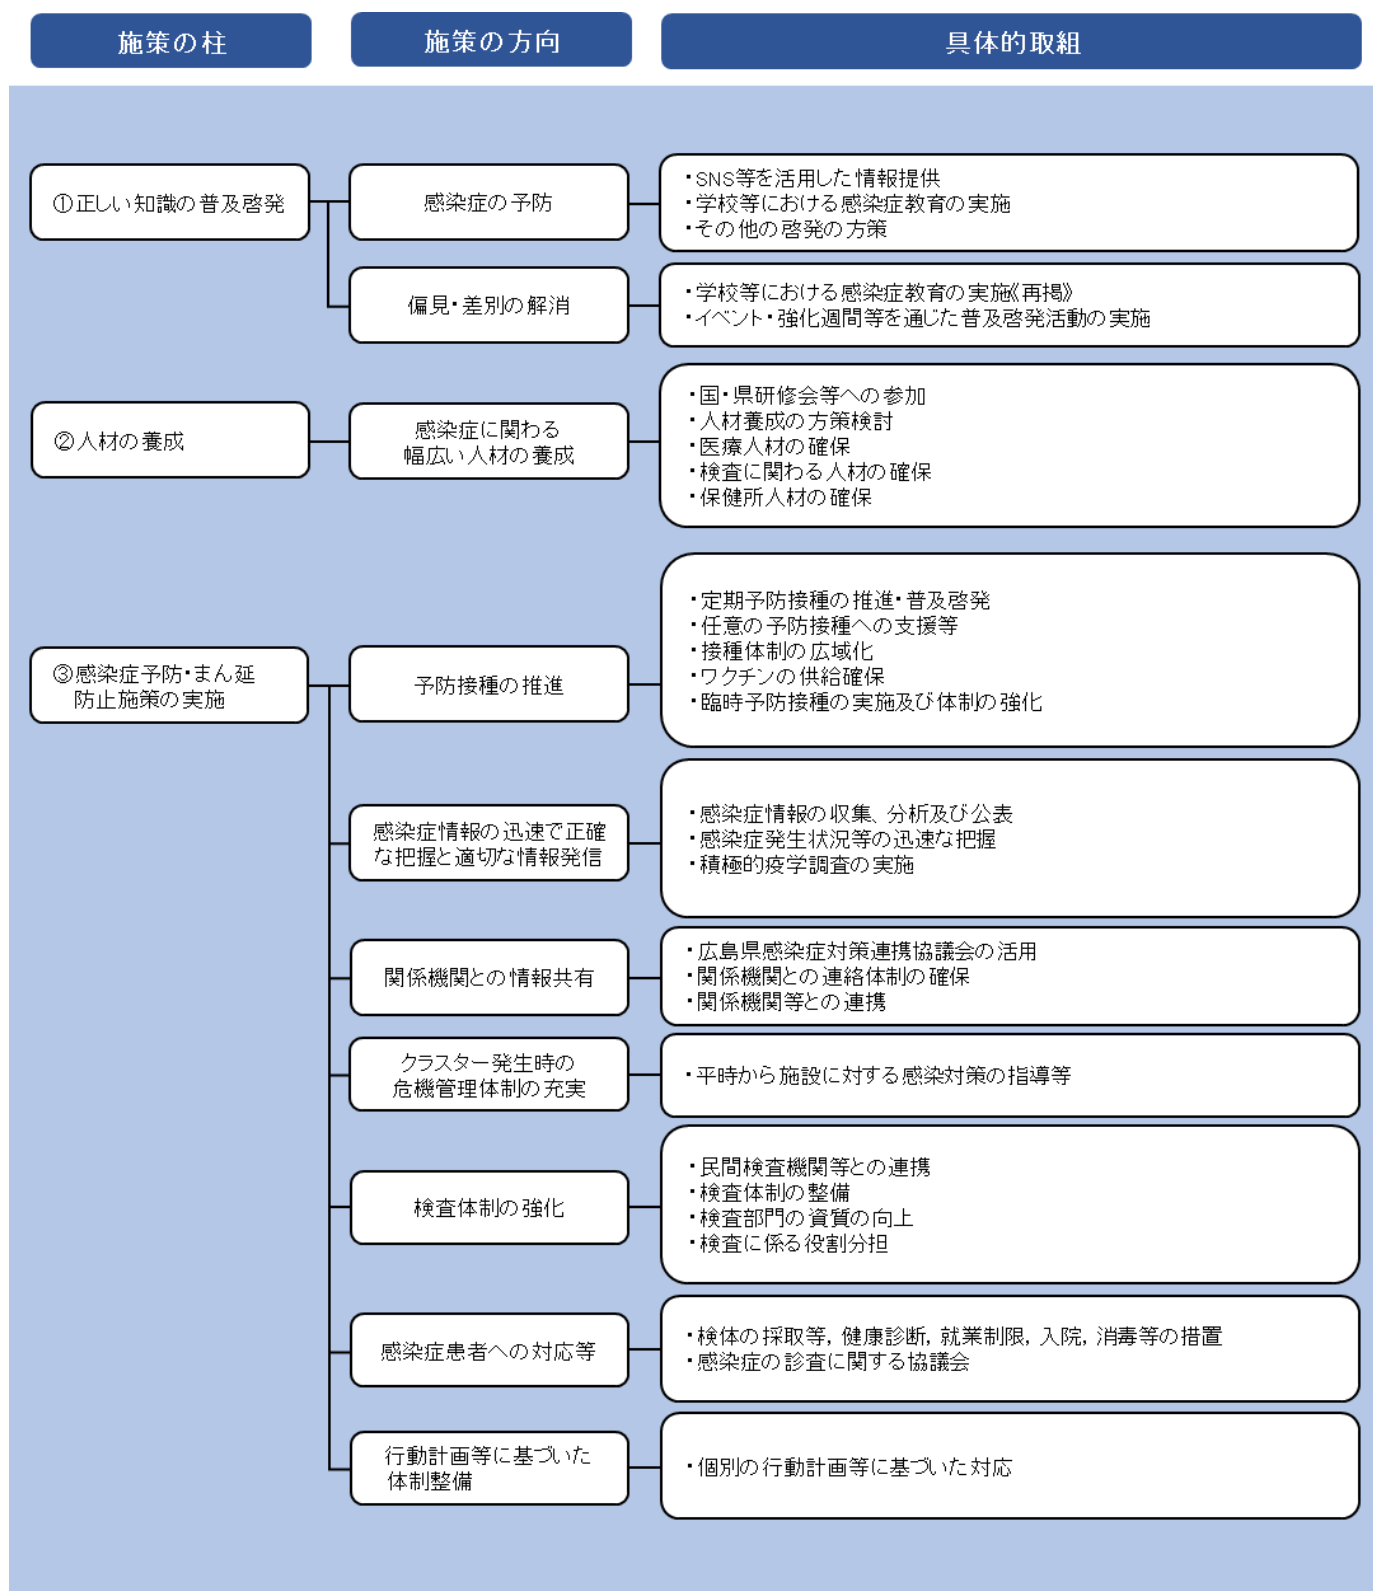 施策の柱
施策の方向
具体的取組
①正しい知識の普及啓発
感染症の予防
・SNS等を活用した情報提供
・学校等における感染症教育の実施
・その他の啓発の方策
偏見・差別の解消
・学校等における感染症教育の実施《再掲》
・イベント・強化週間等を通じた普及啓発活動の実施
②人材の養成
感染症に関わる
幅広い人材の養成
・国・県研修会等への参加
・人材養成の方策検討
・医療人材の確保
・検査に関わる人材の確保
・保健所人材の確保
③感染症予防・まん延
防止施策の実施
予防接種の推進
・定期予防接種の推進・普及啓発
・任意の予防接種への支援等
・接種体制の広域化
・ワクチンの供給確保
・臨時予防接種の実施及び体制の強化
感染症情報の迅速で正確
な把握と適切な情報発信
・感染症情報の収集、分析及び公表
・感染症発生状況等の迅速な把握
・積極的疫学調査の実施
関係機関との情報共有
・広島県感染症対策連携協議会の活用
・関係機関との連絡体制の確保
・関係機関等との連携
クラスター発生時の
危機管理体制の充実
・平時から施設に対する感染対策の指導等
検査体制の強化
・民間検査機関等との連携
・検査体制の整備
・検査部門の資質の向上
・検査に係る役割分担
感染症患者への対応等
・検体の採取等, 健康診断, 就業制限, 入院, 消毒等の措置
・感染症の診査に関する協議会
行動計画等に基づいた
体制整備
・個別の行動計画等に基づいた対応